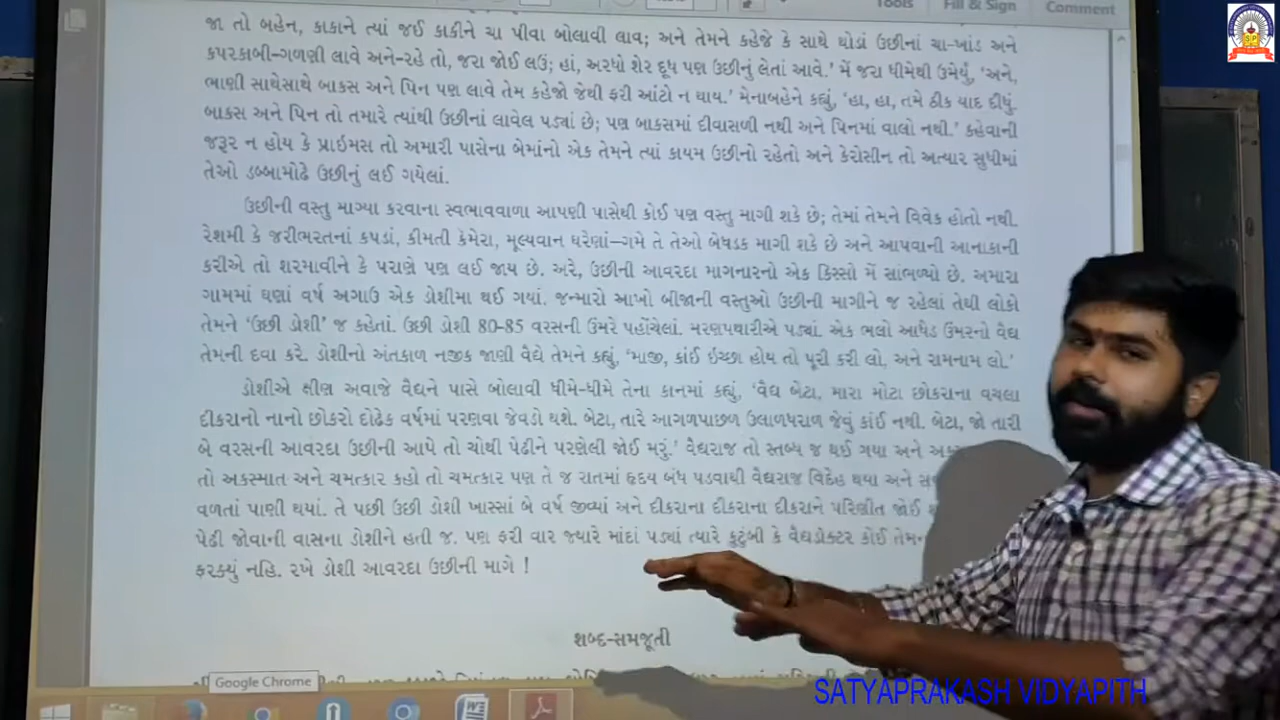 Tools
Fill & Sign
Comment
જા તો બહેન, કાકાને ત્યાં જઈ કાકીને ચા પીવા બોલાવી લાવ; અને તેમને કહેજે કે સાથે થોડાં ઉછીનાં ચા-ખાંડ અને
કપરકાબી-ગળણી લાવે અને-રહે તો, જરા જોઈ લઉં; હાં, અરધો શેર દૂધ પણ ઉછીનું લેતાં આવે.’ મેં જરા ધીમેથી ઉમેર્યું, ‘અને,
ભાણી સાથેસાથે બાકસ અને પિન પણ લાવે તેમ કહેજો જેથી ફરી આંટો ન થાય.’ મેનાબહેને કહ્યું, ‘હા, હા, તમે ઠીક યાદ દીધું.
બાકસ અને પિન તો તમારે ત્યાંથી ઉછીનાં લાવેલ પડ્યાં છે; પણ બાકસમાં દીવાસળી નથી અને પિનમાં વાલો નથી.’ કહેવાની
જરૂર ન હોય કે પ્રાઇમસ તો અમારી પાસેના બેમાંનો એક તેમને ત્યાં કાયમ ઉછીનો રહેતો અને કેરોસીન તો અત્યાર સુધીમાં
તેઓ ડબ્બામોઢે ઉછીનું લઈ ગયેલાં.
ઉછીની વસ્તુ માગ્યા કરવાના સ્વભાવવાળા આપણી પાસેથી કોઈ પણ વસ્તુ માગી શકે છે; તેમાં તેમને વિવેક હોતો નથી.
રેશમી કે જરીભરતનાં કપડાં, કીમતી કૅમેરા, મૂલ્યવાન ઘરેણાં–ગમે તે તેઓ બેધડક માગી શકે છે અને આપવાની આનાકાની
કરીએ તો શરમાવીને કે પરાણે પણ લઈ જાય છે. અરે, ઉછીની આવરદા માગનારનો એક કિસ્સો મેં સાંભળ્યો છે. અમારા
ગામમાં ઘણાં વર્ષ અગાઉ એક ડોશીમા થઈ ગયાં. જન્મારો આખો બીજાની વસ્તુઓ ઉછીની માગીને જ રહેલાં તેથી લોકો
તેમને ‘ઉછી ડોશી’ જ કહેતાં. ઉછી ડોશી 80-85 વરસની ઉંમરે પહોંચેલાં. મરણપથારીએ પડ્યાં. એક ભલો આધેડ ઉમરનો વૈદ્ય
તેમની દવા કરે. ડોશીનો અંતકાળ નજીક જાણી વૈદ્યે તેમને કહ્યું, ‘માજી, કાંઈ ઇચ્છા હોય તો પૂરી કરી લો, અને રામનામ લો.’
ડોશીએ ક્ષીણ અવાજે વૈદ્યને પાસે બોલાવી ધીમે-ધીમે તેના કાનમાં કહ્યું, ‘વૈદ્ય બેટા, મારા મોટા છોકરાના વચલા
દીકરાનો નાનો છોકરો દોઢેક વર્ષમાં પરણવા જેવડો થશે. બેટા, તારે આગળપાછળ ઉલાળધરાળ જેવું કાંઈ નથી. બેટા, જો તારી
બે વરસની આવરદા ઉછીની આપે તો ચોથી પેઢીને પરણેલી જોઈ મરું.’ વૈદ્યરાજ તો સ્તબ્ધ જ થઈ ગયા અને
તો અકસ્માત અને ચમત્કાર કહો તો ચમત્કાર પણ તે જ રાતમાં હૃદય બંધ પડવાથી વૈદ્યરાજ વિદેહ થયા અને
વળતાં પાણી થયાં. તે પછી ઉછી ડોશી ખાસ્સાં બે વર્ષ જીવ્યાં અને દીકરાના દીકરાના દીકરાને પરિણીત જોઈ
પેઢી જોવાની વાસના ડોશીને હતી જ. પણ ફરી વાર જ્યારે માંદાં પડ્યાં ત્યારે કુટુંબી કે વૈદ્યડૉક્ટર કોઈ
ફરક્યું નહિ. રખે ડોશી આવરદા ઉછીની માગે !
શબ્દ-સમજૂતી
Google Chrome
SATYAPRAKASH VIDYAPITH